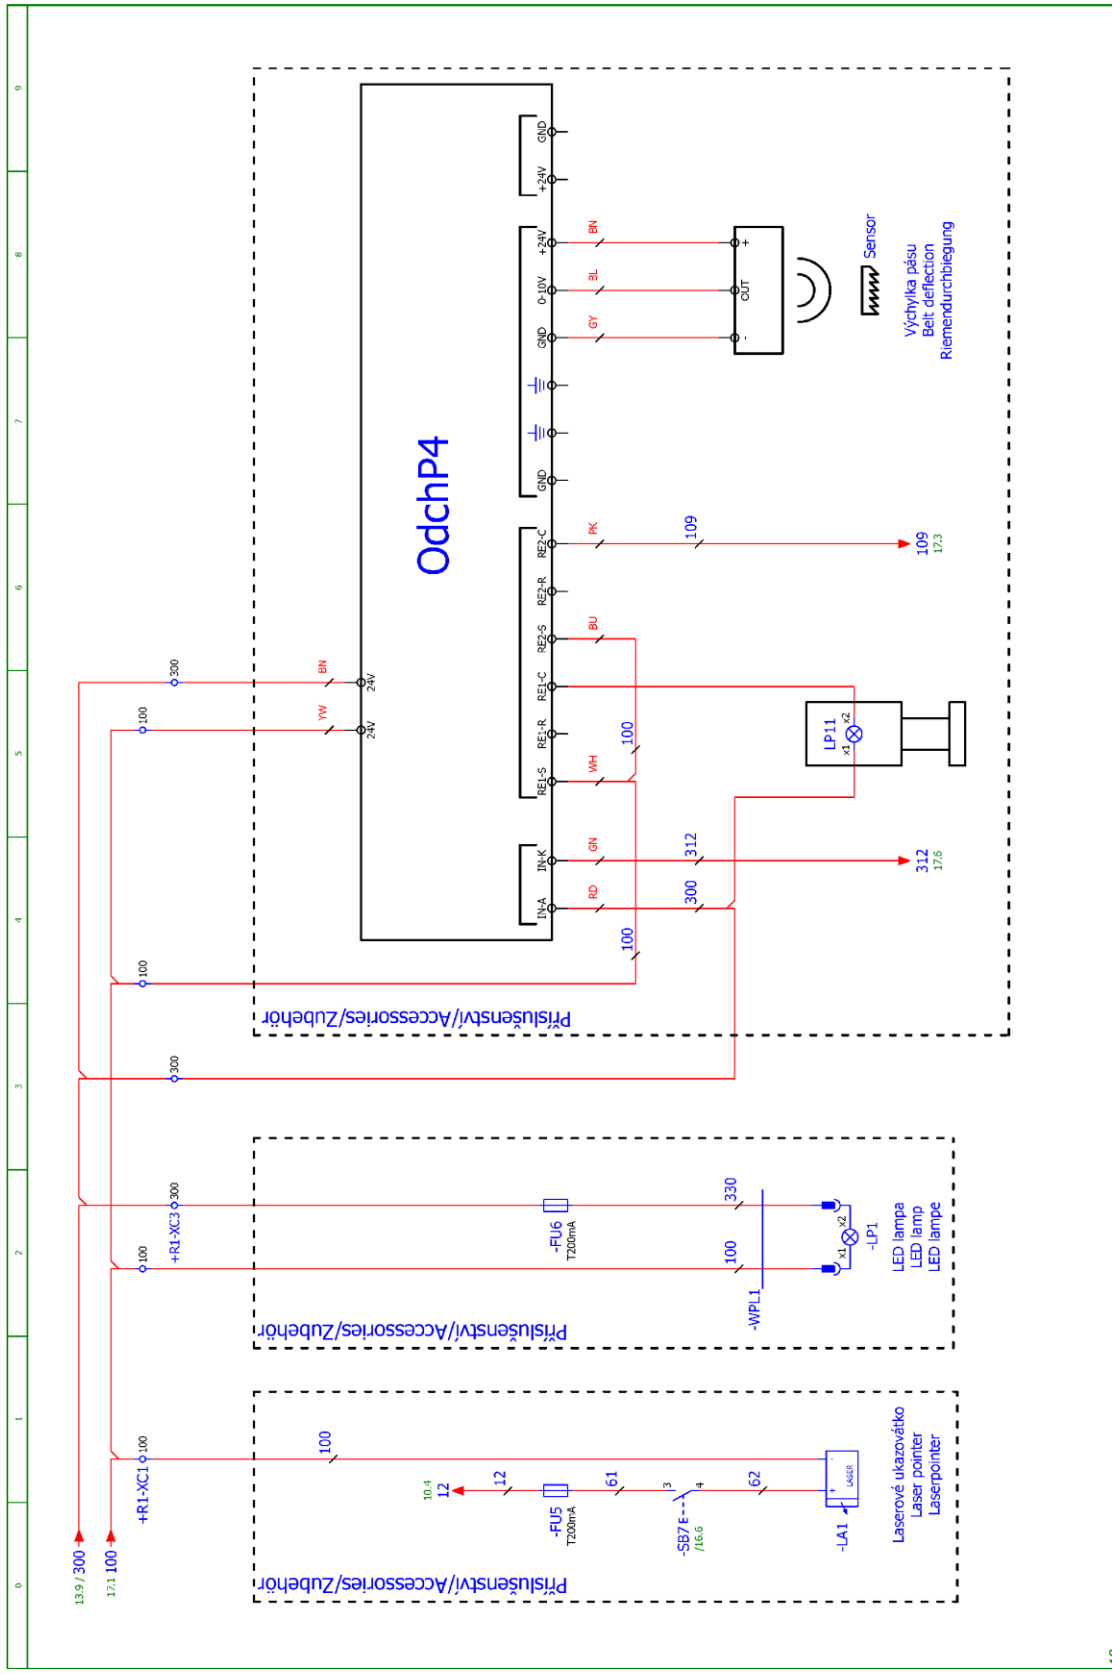 0 1 2 3 4 5 6 7 8 9
13.9 / 300
17.1 100
+R1-XC1 100
100
+R1-XC3 300
300
100
100
300
Příslušenství/Accessories/Zubehör
10.4
12
12
-FU5
T200mA
61
-SB7 E
/16.6
3
4
62
100
-LA1
+ -
LASER
Laserové ukazovátko
Laser pointer
Laserpointer
Příslušenství/Accessories/Zubehör
-FU6
T200mA
100
330
-WPL1
x1 x2
-LP1
LED lampa
LED lamp
LED lampe
Příslušenství/Accessories/Zubehör
YW BN
24V 24V
OdchP4
IN-A IN-K RE1-S RE1-R RE1-C RE2-S RE2-R RE2-C GND GND 0-10V +24V +24V GND
RD GN WH BU PK GY BL BN
100
100
300
312
109
312
17.6
109
17.3
LP11
x1 x2
- OUT +
Sensor
Výchylka pásu
Belt deflection
Riemendurchbiegung